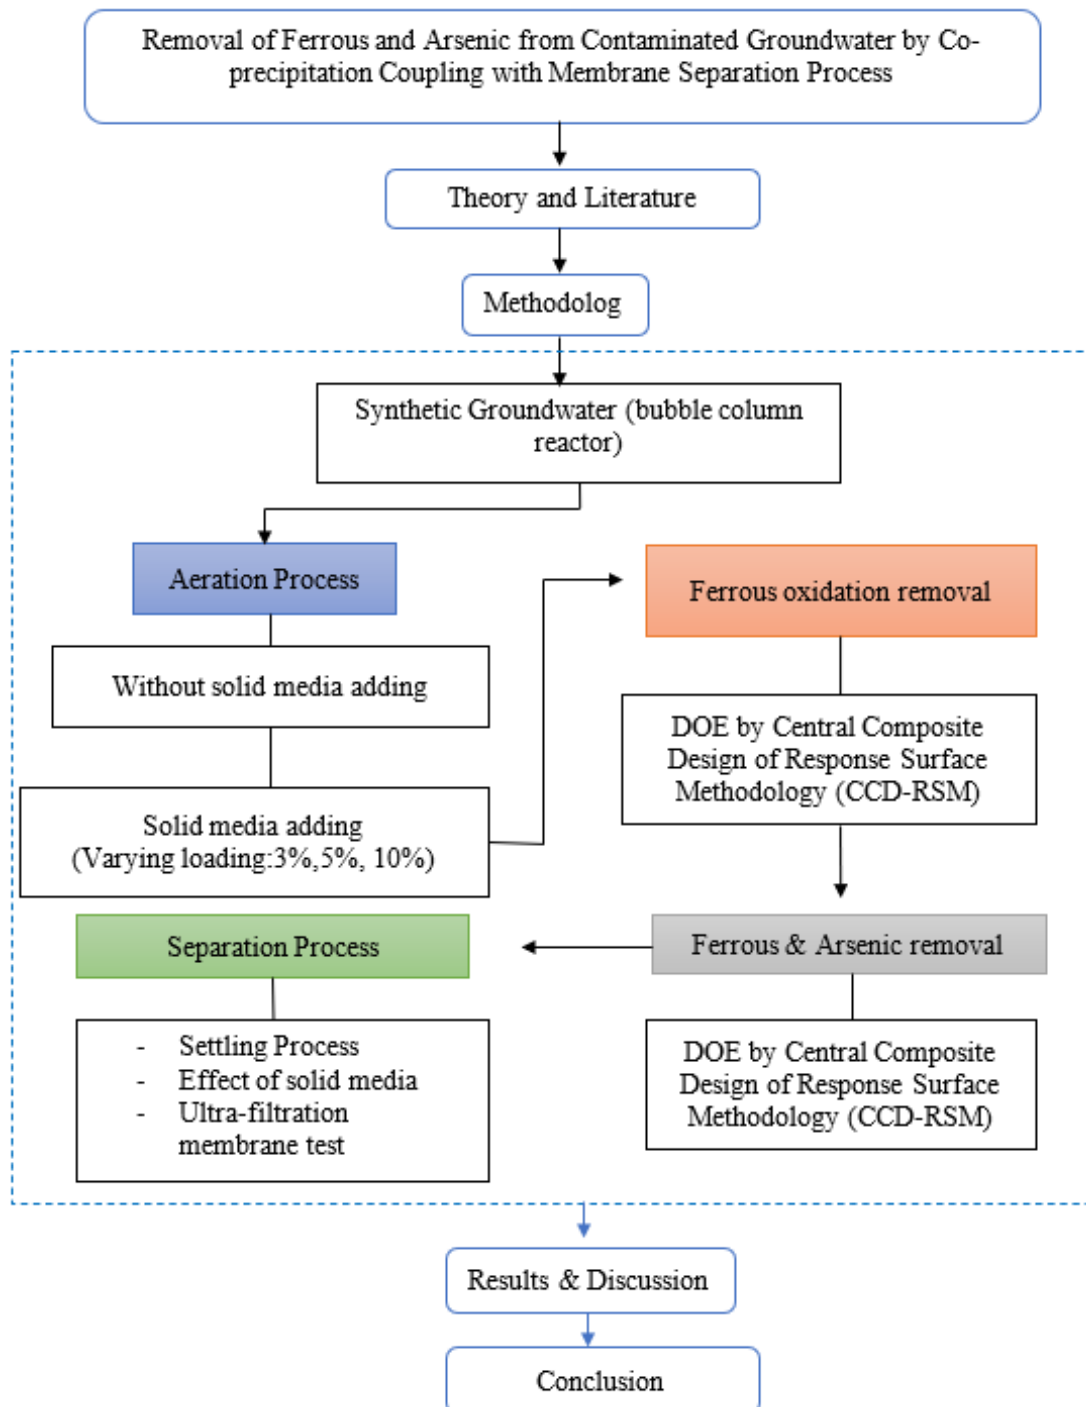 Removal of Ferrous and Arsenic from Contaminated Groundwater by Co-
precipitation Coupling with Membrane Separation Process
Theory and Literature
Methodolog
Synthetic Groundwater (bubble column
reactor)
Aeration Process
Without solid media adding
Solid media adding
(Varying loading:3%,5%, 10%)
Ferrous oxidation removal
DOE by Central Composite
Design of Response Surface
Methodology (CCD-RSM)
Ferrous & Arsenic removal
DOE by Central Composite
Design of Response Surface
Methodology (CCD-RSM)
Separation Process
- Settling Process
- Effect of solid media
- Ultra-filtration
membrane test
Results & Discussion
Conclusion